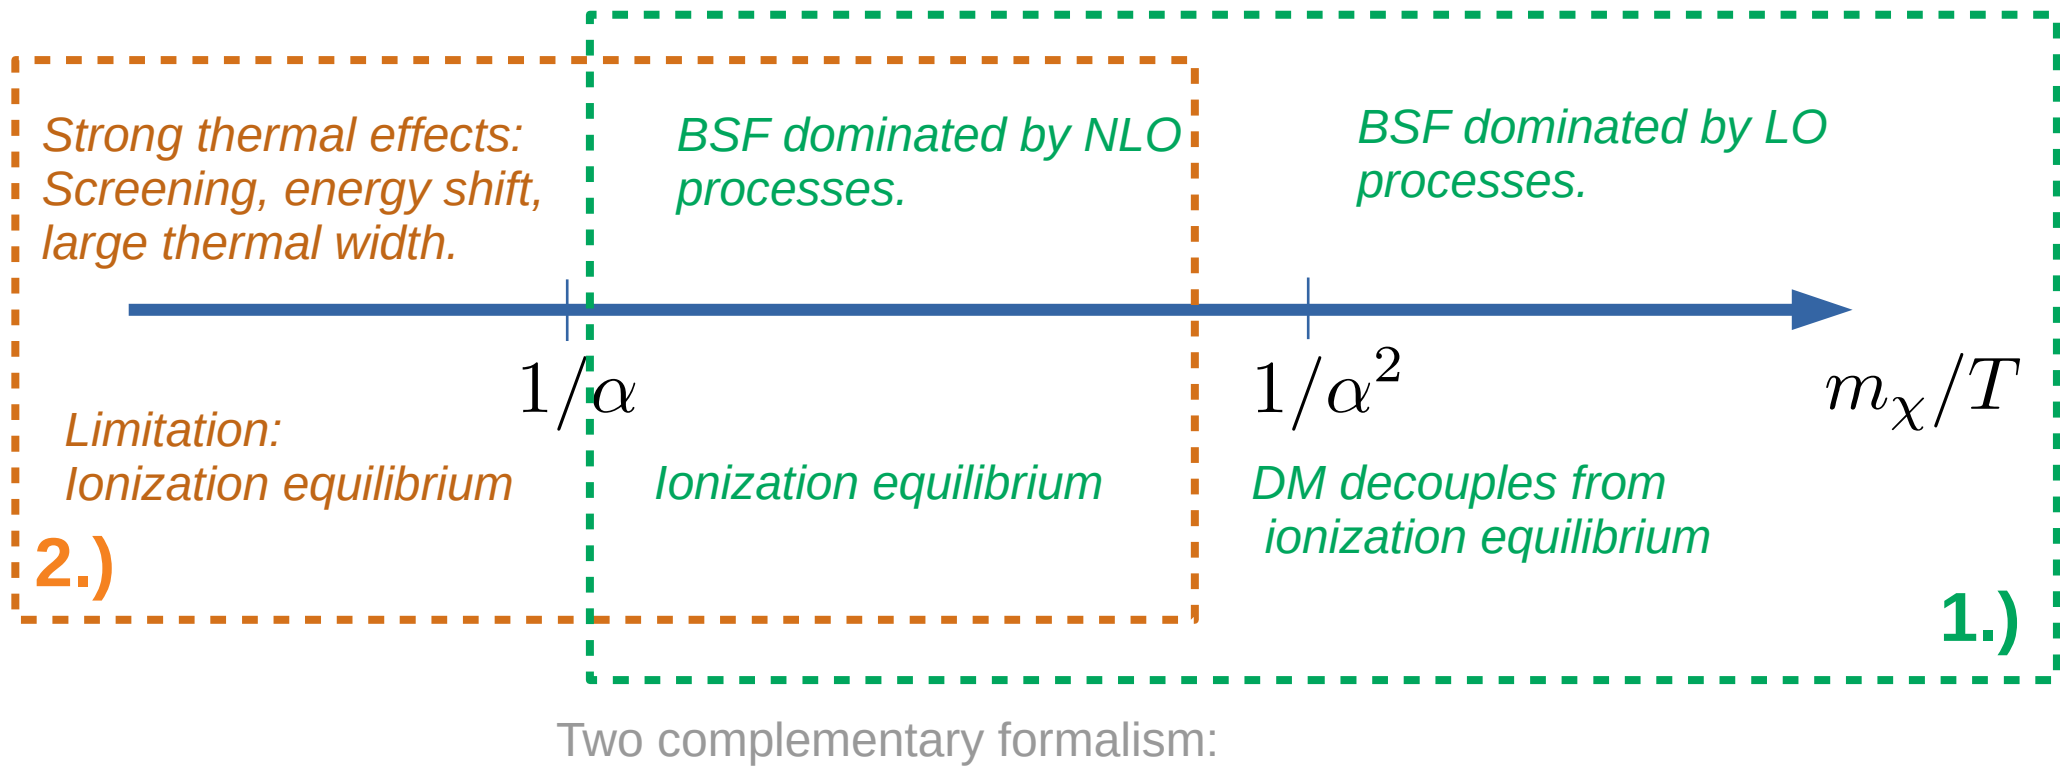 Strong thermal effects:
Screening, energy shift,
large thermal width.
BSF dominated by NLO
processes.
BSF dominated by LO
processes.
1/α
1/α²
mᵪ/T
Limitation:
Ionization equilibrium
Ionization equilibrium
DM decouples from
ionization equilibrium
2.)
1.)
Two complementary formalism: